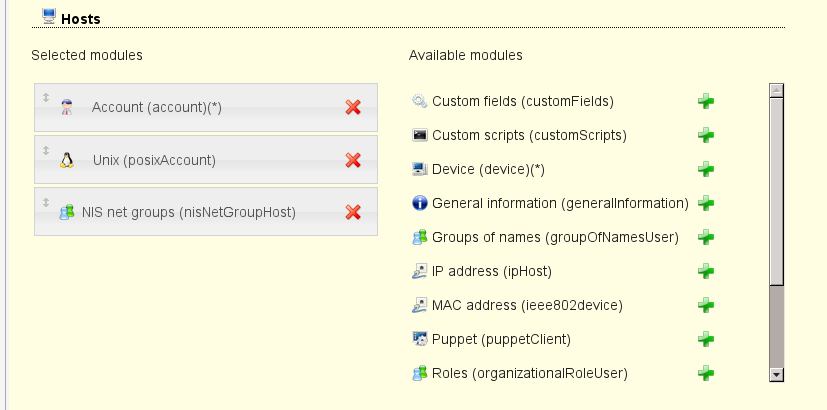 Hosts
Selected modules
Available modules
Account (account)(*)
Unix (posixAccount)
NIS net groups (nisNetGroupHost)
Custom fields (customFields)
Custom scripts (customScripts)
Device (device)(*)
General information (generalInformation)
Groups of names (groupOfNamesUser)
IP address (ipHost)
MAC address (ieee802device)
Puppet (puppetClient)
Roles (organizationalRoleUser)